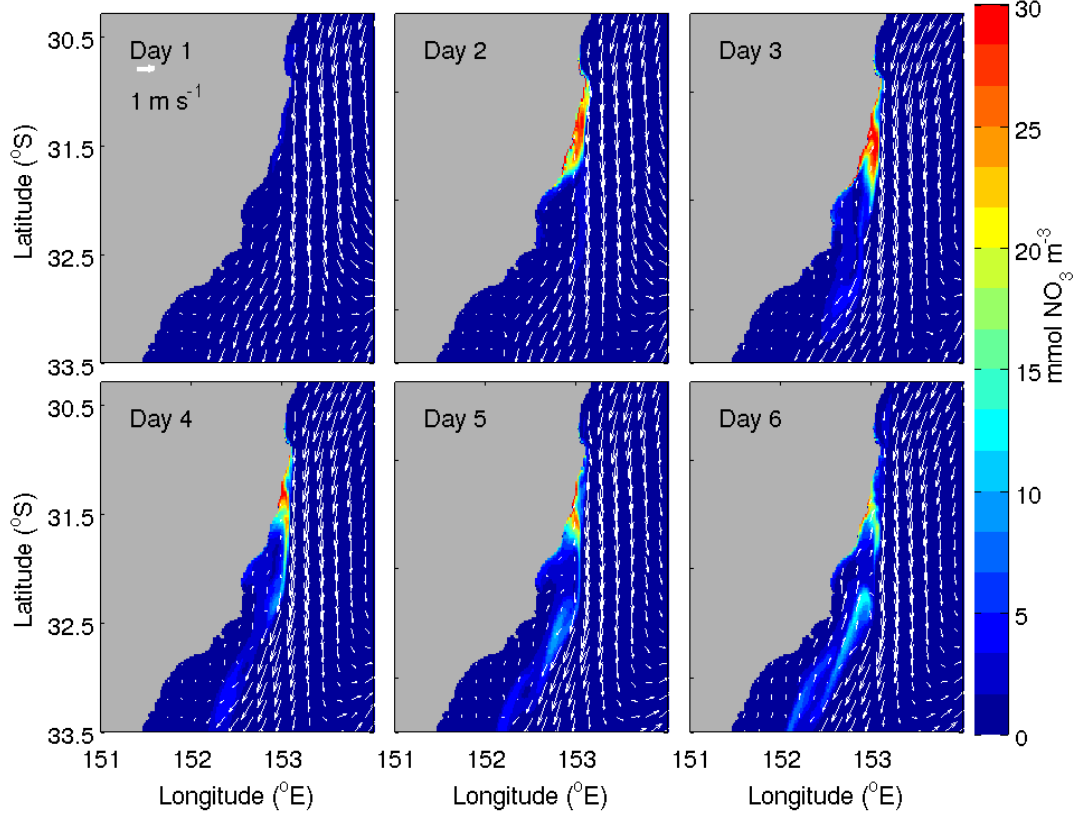 30.5
31.5
32.5
33.5
Latitude (°S)
Day 1
1 m s⁻¹
Day 2
Day 3
30
25
20
15
10
5
0
mmol NO₃ m⁻³
30.5
31.5
32.5
33.5
Latitude (°S)
Day 4
Day 5
Day 6
151 152 153
151 152 153
151 152 153
Longitude (°E)
Longitude (°E)
Longitude (°E)